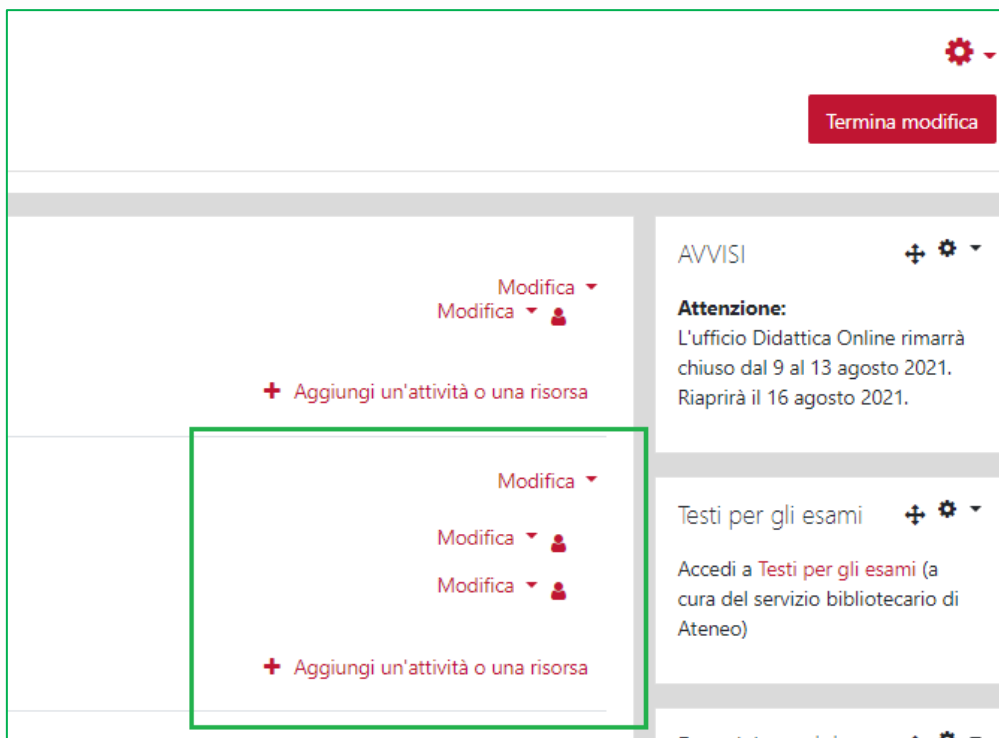 Termina modifica
Modifica
Modifica
+ Aggiungi un'attività o una risorsa
Modifica
Modifica
Modifica
+ Aggiungi un'attività o una risorsa
AVVISI
Attenzione:
L'ufficio Didattica Online rimarrà
chiuso dal 9 al 13 agosto 2021.
Riaprirà il 16 agosto 2021.
Testi per gli esami
Accedi a Testi per gli esami (a
cura del servizio bibliotecario di
Ateneo)